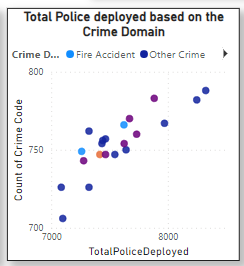 Total Police deployed based on the
Crime Domain
Crime D... Fire Accident Other Crime
800
750
700
Count of Crime Code
7000 8000
TotalPoliceDeployed